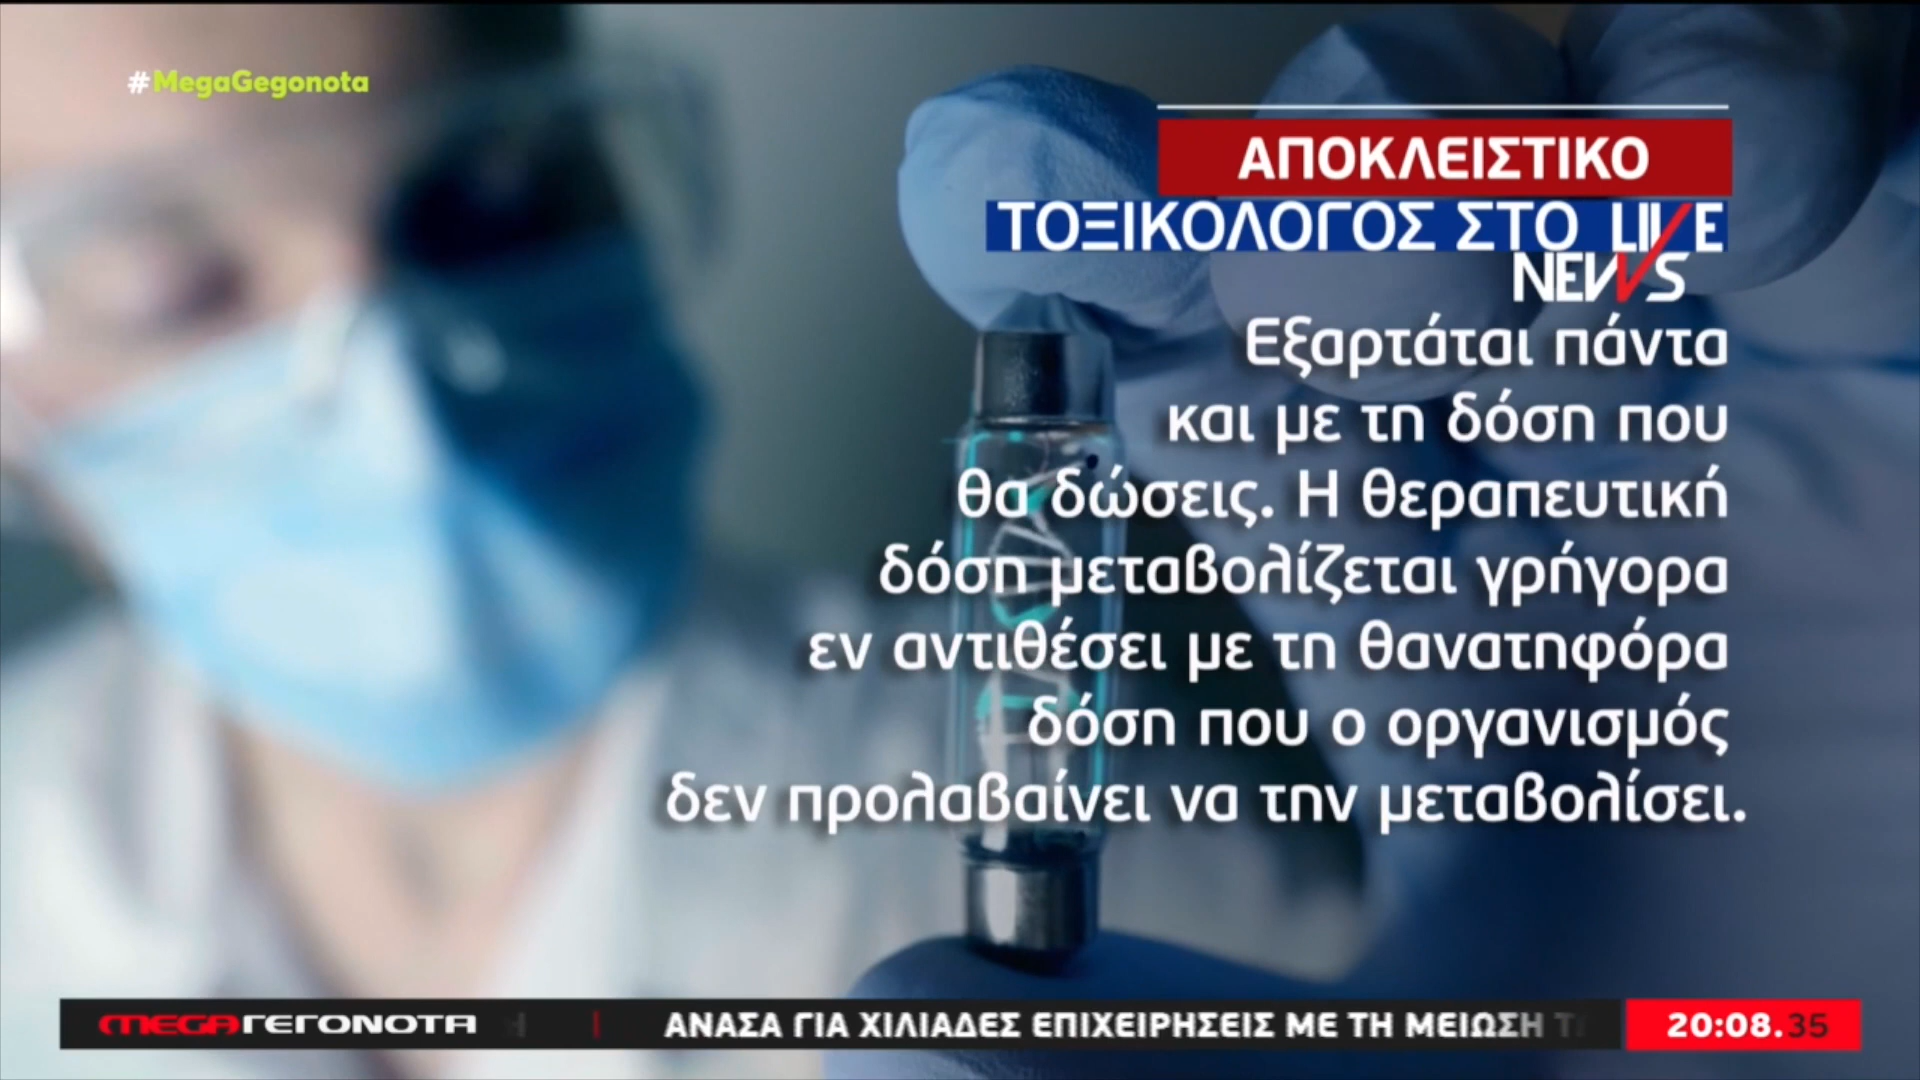 #MegaGegonota
ΑΠΟΚΛΕΙΣΤΙΚΟ
ΤΟΞΙΚΟΛΟΓΟΣ ΣΤΟ LIVE
NEWS
Εξαρτάται πάντα
και με τη δόση που
θα δώσεις. Η θεραπευτική
δόση μεταβολίζεται γρήγορα
εν αντιθέσει με τη θανατηφόρα
δόση που ο οργανισμός
δεν προλαβαίνει να την μεταβολίσει.
MEGA ΓΕΓΟΝΟΤΑ | ΑΝΑΣΑ ΓΙΑ ΧΙΛΙΑΔΕΣ ΕΠΙΧΕΙΡΗΣΕΙΣ ΜΕ ΤΗ ΜΕΙΩΣΗ 20:08.35